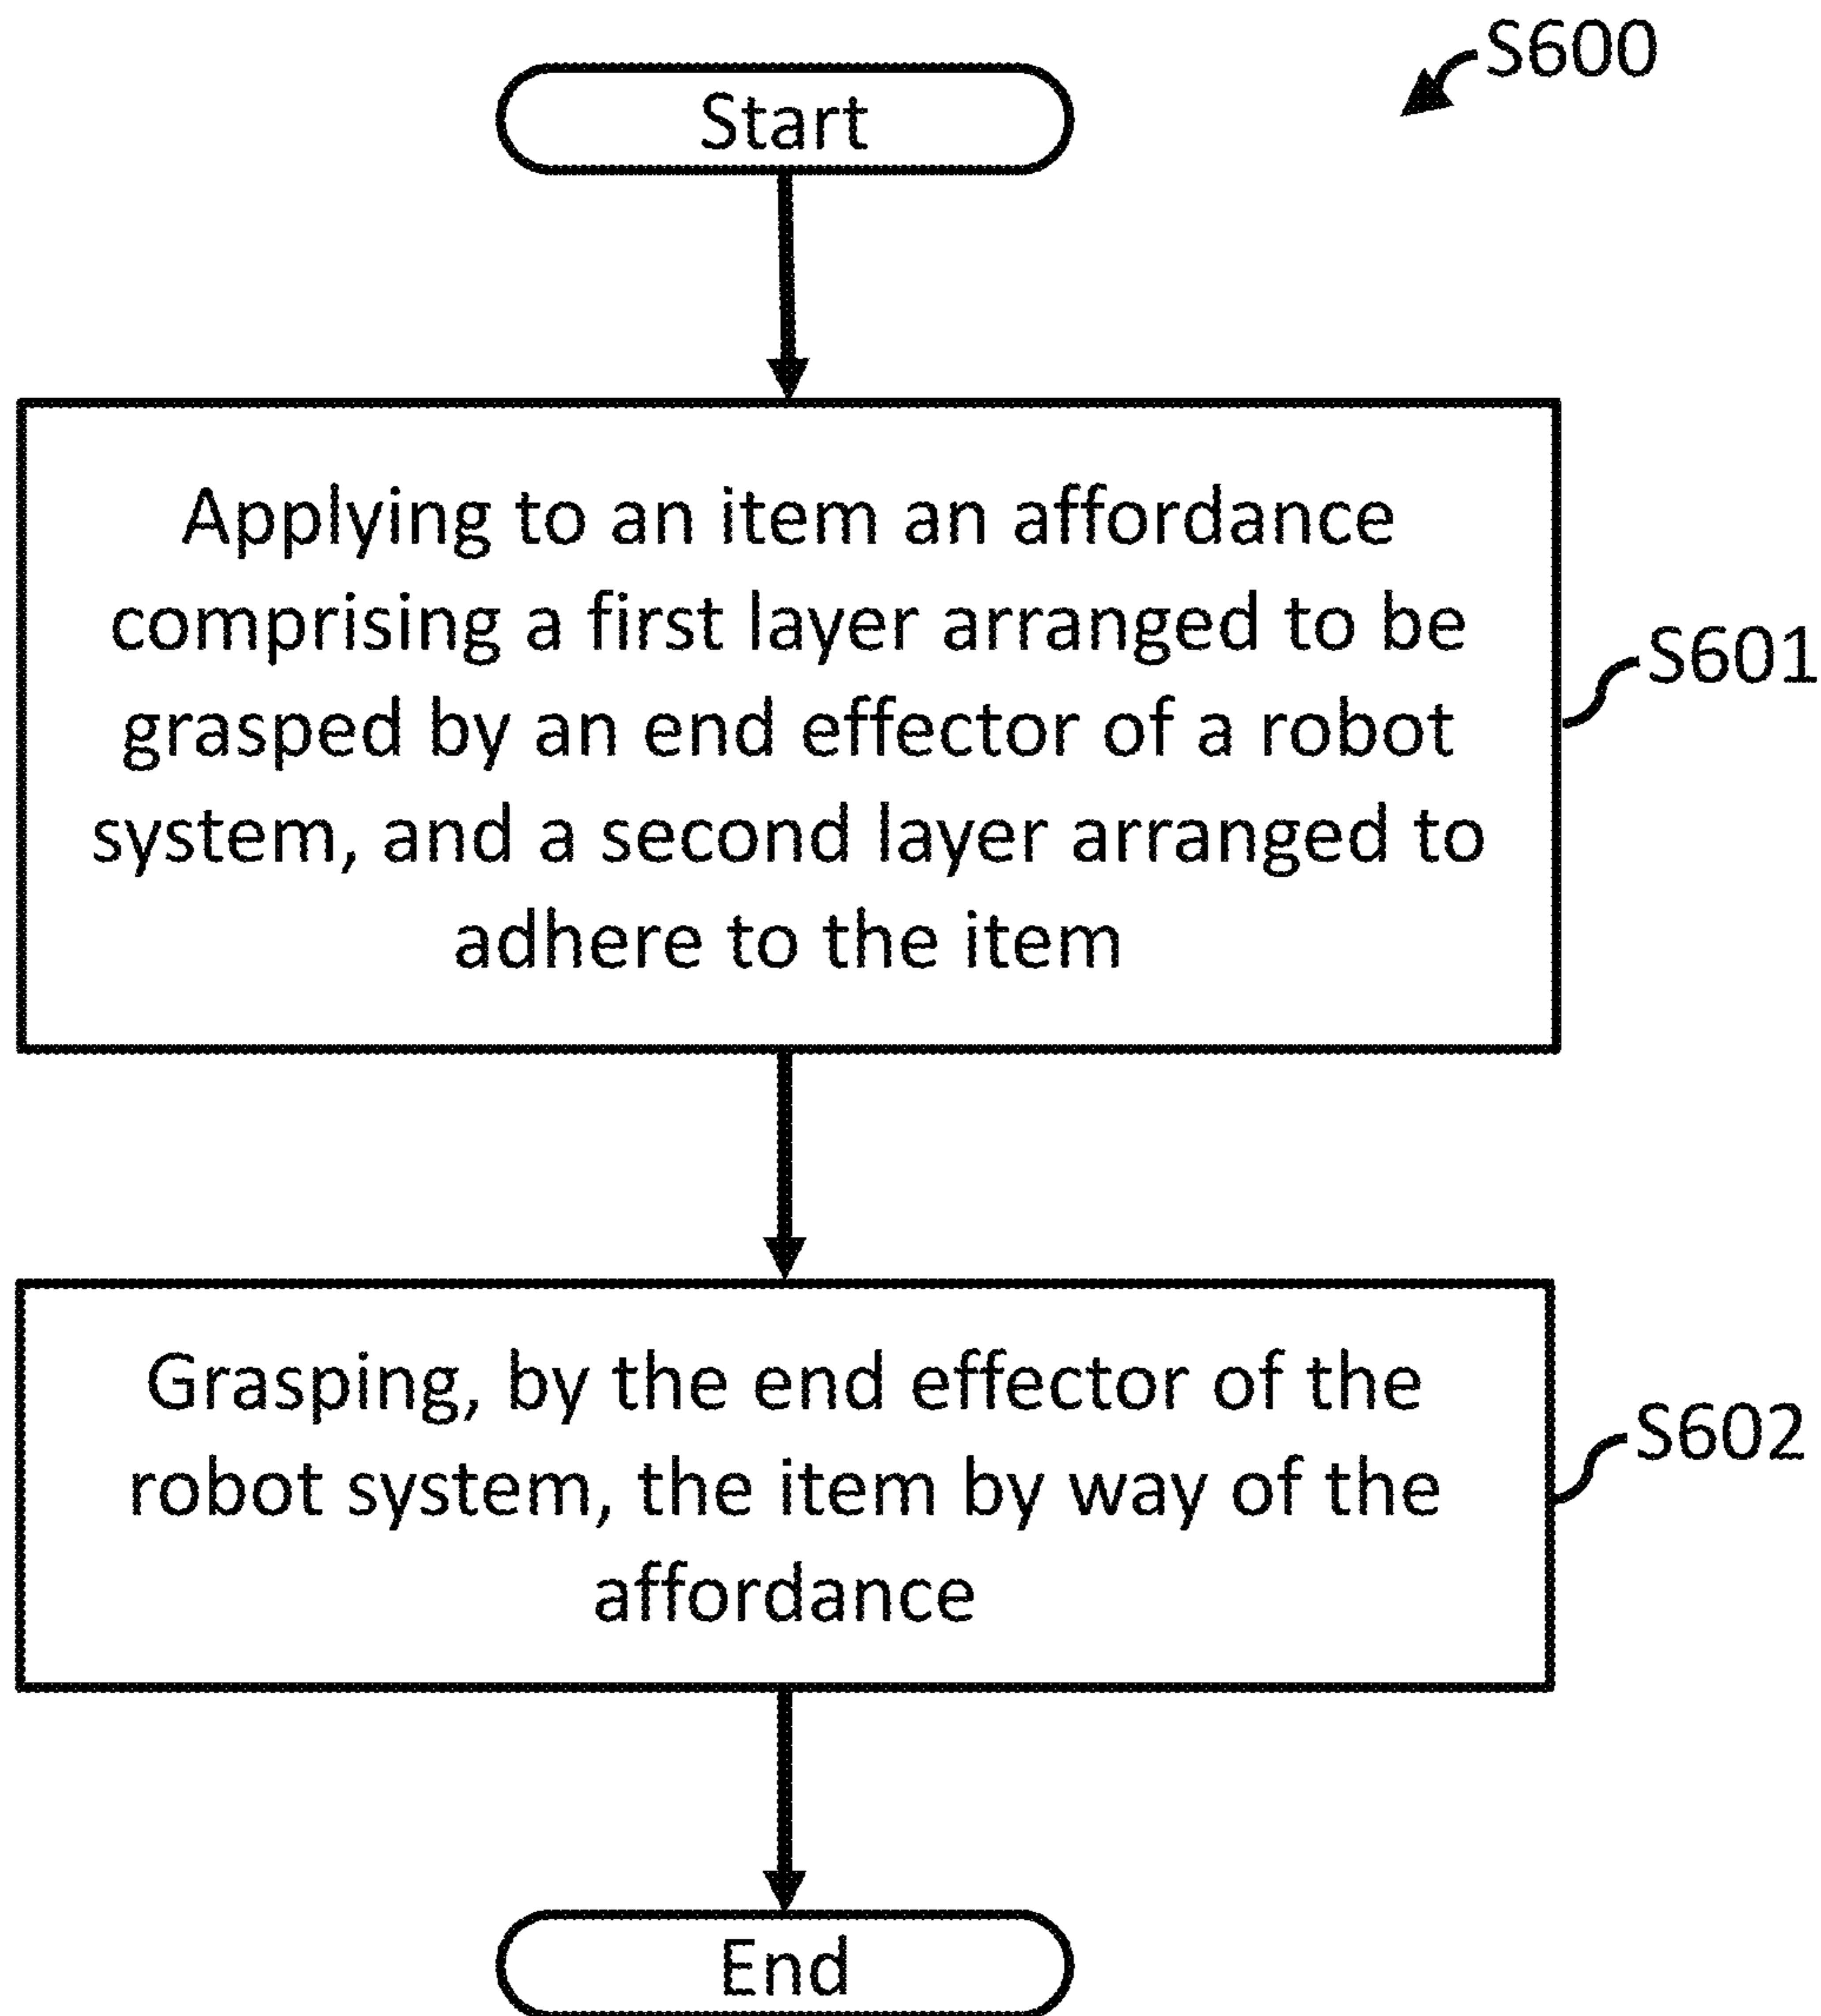 S600
Start
Applying to an item an affordance
comprising a first layer arranged to be
grasped by an end effector of a robot
system, and a second layer arranged to
adhere to the item
S601
Grasping, by the end effector of the
robot system, the item by way of the
affordance
S602
End